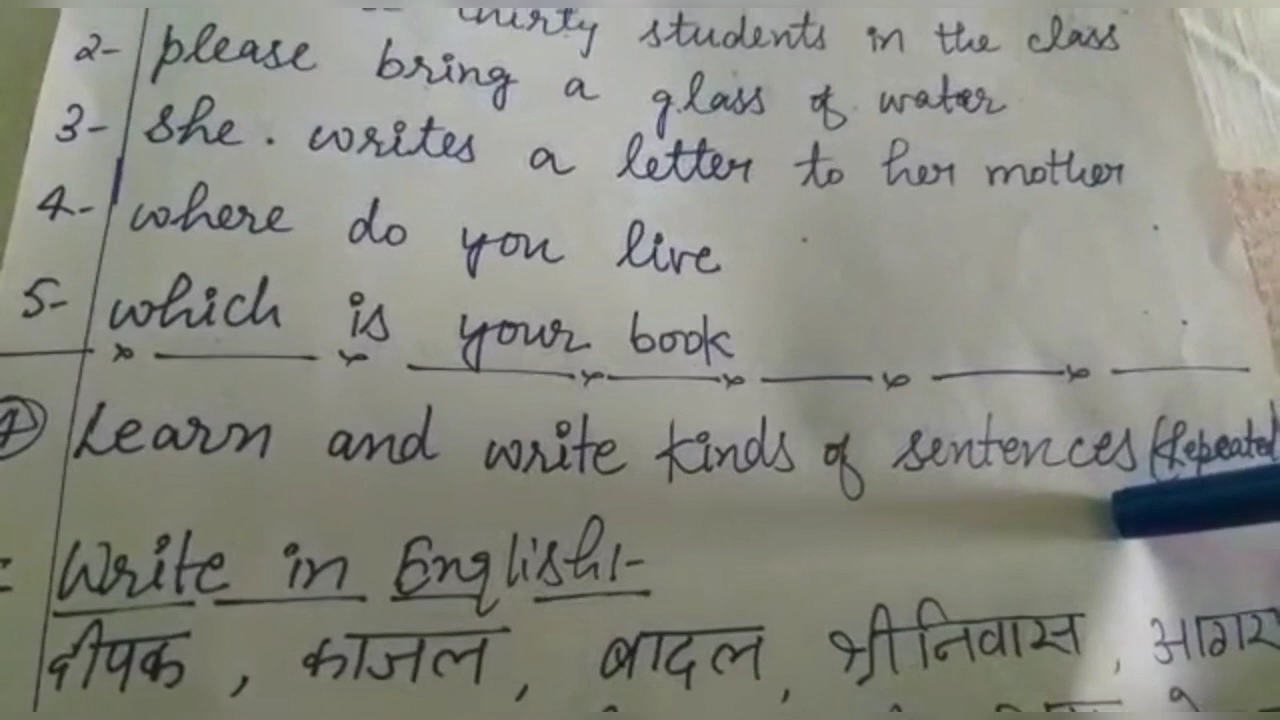 thirty students in the class
2- please bring a glass of water
3- she. writes a letter to her mother
4- where do you live
5- which is your book
Learn and write kinds of sentences (Repeated
Write in English:-
दीपक, काजल, बादल, श्रीनिवास, आगर